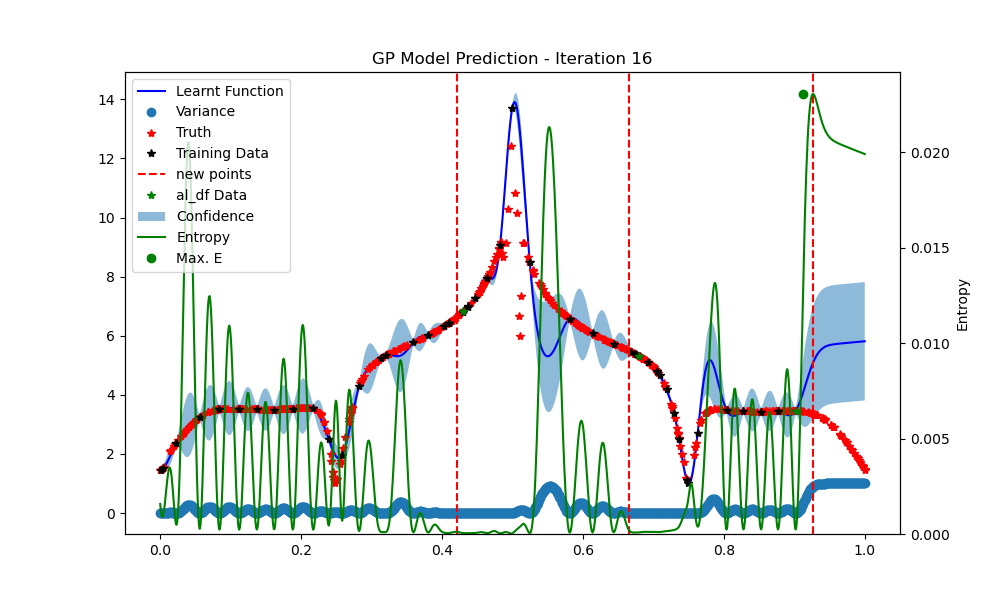 GP Model Prediction - Iteration 16
Learnt Function
Variance
Truth
Training Data
new points
al_df Data
Confidence
Entropy
Max. E
14
12
10
8
6
4
2
0
0.020
0.015
0.010
0.005
0.000
Entropy
0.0
0.2
0.4
0.6
0.8
1.0